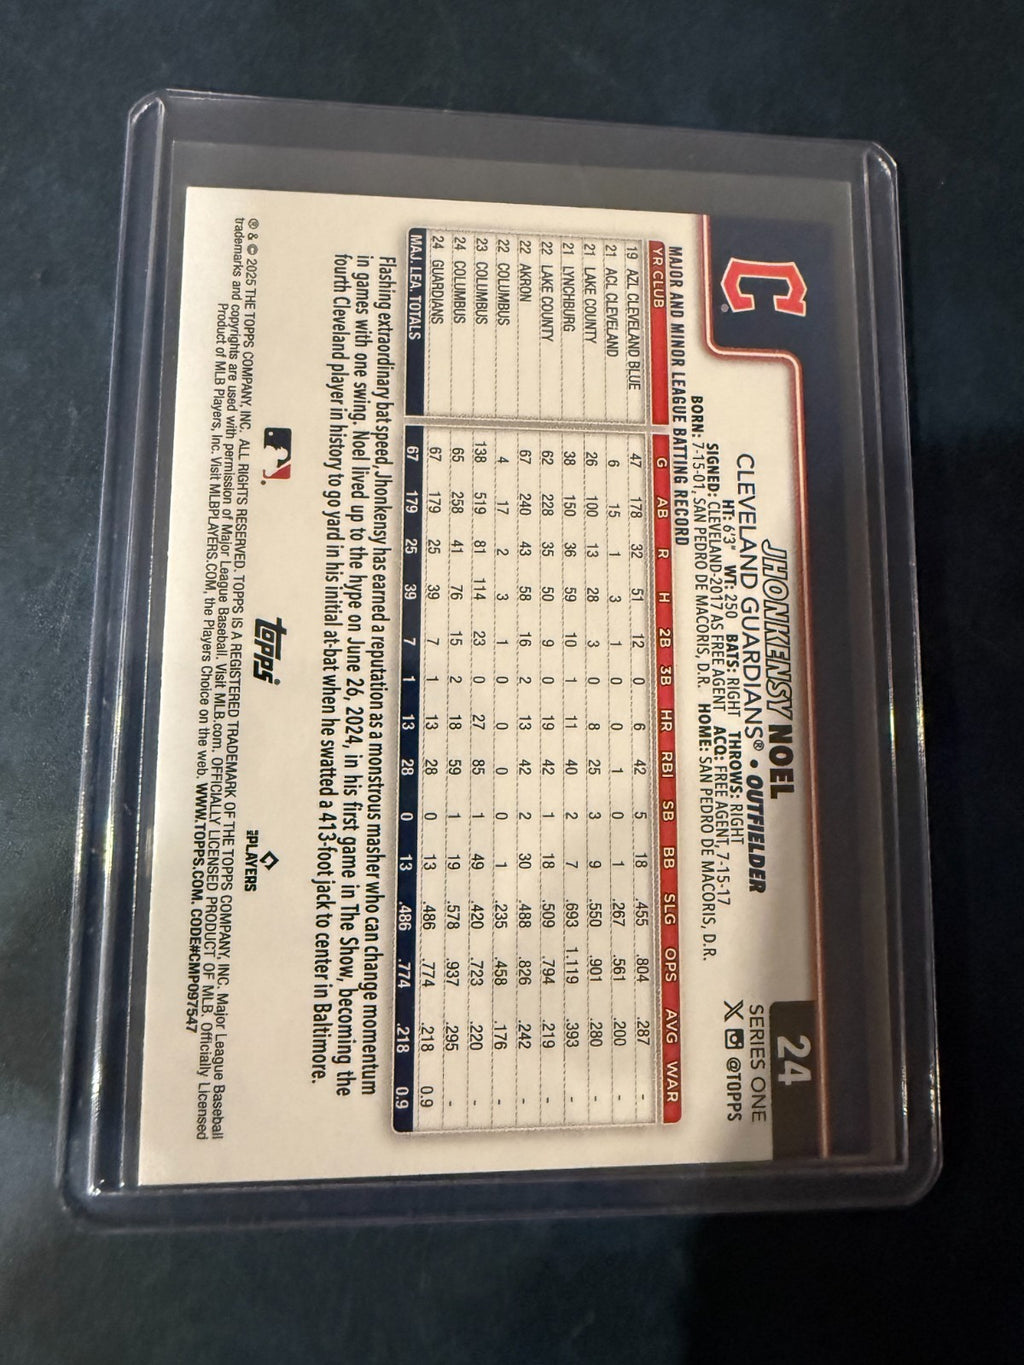 24
SERIES ONE
X @TOPPS
C
JHONKENSY NOEL
CLEVELAND GUARDIANS® • OUTFIELDER
HT: 6'3" WT: 250 BATS: RIGHT THROWS: RIGHT
SIGNED: CLEVELAND-2017 AS FREE AGENT ACQ: FREE AGENT, 7-15-17
BORN: 7-15-01, SAN PEDRO DE MACORIS, D.R. HOME: SAN PEDRO DE MACORIS, D.R.
MAJOR AND MINOR LEAGUE BATTING RECORD
YR CLUB G AB R H 2B 3B HR RBI SB BB SLG OPS AVG WAR
19 AZL CLEVELAND BLUE 47 178 32 51 12 0 6 42 5 18 .455 .804 .287 -
21 ACL CLEVELAND 6 15 1 3 1 0 0 1 0 1 .267 .561 .200 -
21 LAKE COUNTY 26 100 13 28 3 0 8 25 3 9 .550 .901 .280 -
21 LYNCHBURG 38 150 36 59 10 1 11 40 2 7 .693 1.119 .393 -
22 LAKE COUNTY 62 228 35 50 9 0 19 42 1 18 .509 .794 .219 -
22 AKRON 67 240 43 58 16 2 13 42 2 30 .488 .826 .242 -
22 COLUMBUS 4 17 2 3 1 0 0 0 0 1 .235 .458 .176 -
23 COLUMBUS 138 519 81 114 23 0 27 85 1 49 .420 .723 .220 -
24 COLUMBUS 65 258 41 76 15 2 18 59 1 19 .578 .937 .295 -
24 GUARDIANS 67 179 25 39 7 1 13 28 0 13 .486 .774 .218 0.9
MAJ. LEA. TOTALS 67 179 25 39 7 1 13 28 0 13 .486 .774 .218 0.9
Flashing extraordinary bat speed, Jhonkensy has earned a reputation as a monstrous masher who can change momentum
in games with one swing. Noel lived up to the hype on June 26, 2024, in his first game in The Show, becoming the
fourth Cleveland player in history to go yard in his initial at-bat when he swatted a 413-foot jack to center in Baltimore.
topps
PLAYERS
® & © 2025 THE TOPPS COMPANY, INC. ALL RIGHTS RESERVED. TOPPS IS A REGISTERED TRADEMARK OF THE TOPPS COMPANY, INC. Major League Baseball
trademarks and copyrights are used with permission of Major League Baseball. Visit MLB.com. OFFICIALLY LICENSED PRODUCT OF MLB. Officially Licensed
Product of MLB Players, Inc. Visit MLBPLAYERS.COM, the Players Choice on the web. WWW.TOPPS.COM. CODE#CMP097547